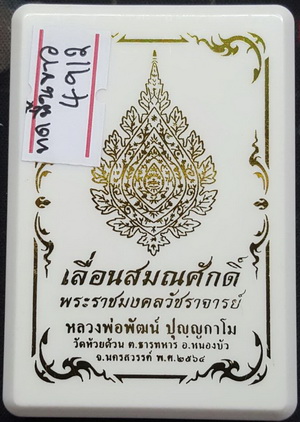 4912
เลื่อนสมณศักดิ์
พระราชมงคลวัชราจารย์
หลวงพ่อพัฒน์ ปุญฺญกาโม
วัดห้วยด้วน ต.ธารทหาร อ.หนองบัว
จ.นครสวรรค์ พ.ศ.๒๕๖๔